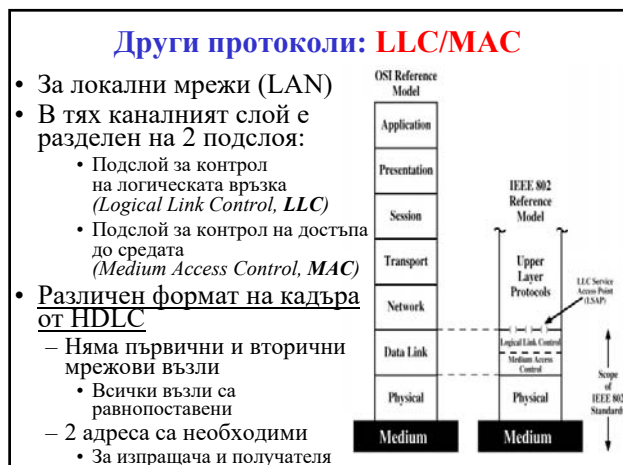 Други протоколи: LLC/MAC
• За локални мрежи (LAN)
• В тях каналният слой е
разделен на 2 подслоя:
• Подслой за контрол
на логическата връзка
(Logical Link Control, LLC)
• Подслой за контрол на достъпа
до средата
(Medium Access Control, MAC)
• Различен формат на кадъра
от HDLC
– Няма първични и вторични
мрежови възли
• Всички възли са
равнопоставени
– 2 адреса са необходими
• За изпращача и получателя
OSI Reference
Model
Application
Presentation
Session
Transport
Network
Data Link
Physical
Medium
IEEE 802
Reference
Model
Upper
Layer
Protocols
Logical Link Control
Medium Access
Control
Physical
Medium
LLC Service
Access Point
(LSAP)
Scope
of
IEEE 802
Standards